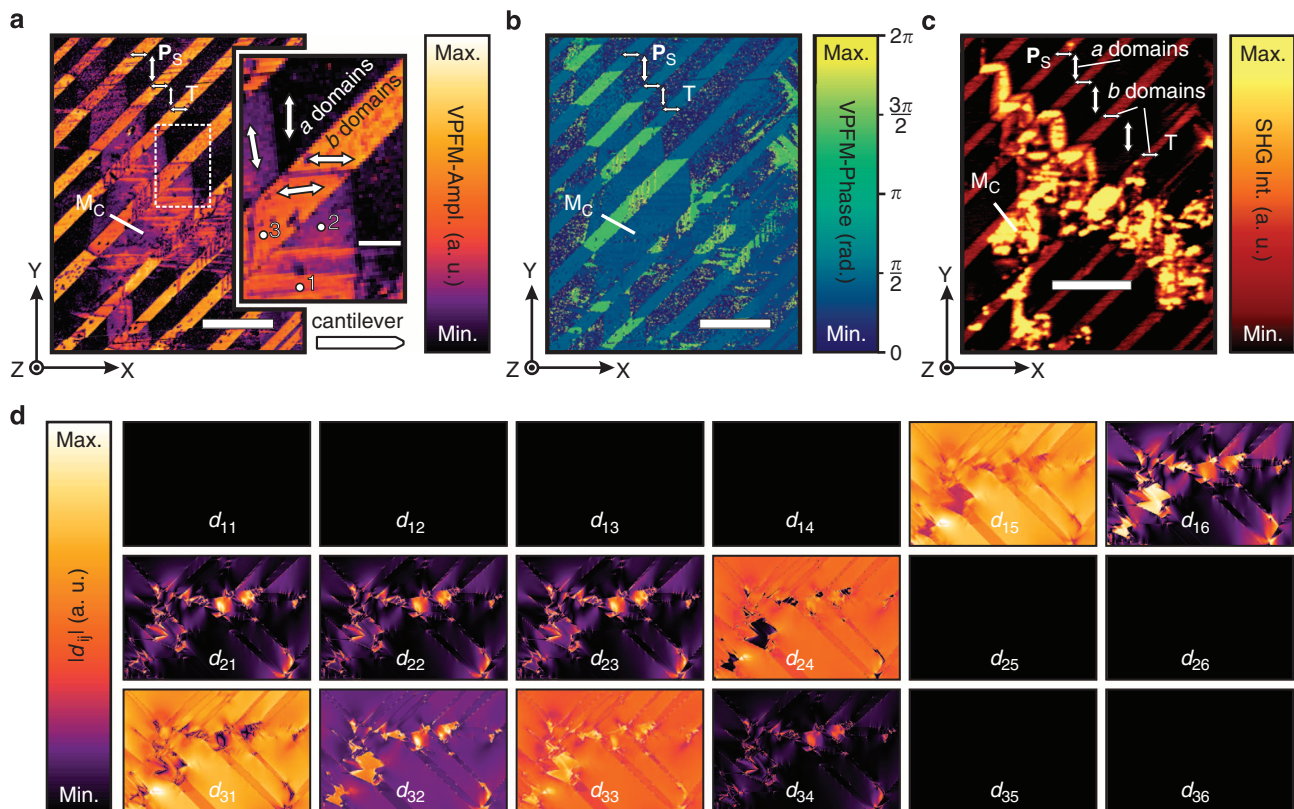 a
P_S
T
M_C
a domains
b domains
3
2
1
Y
Z
X
cantilever
Max.
VPFM-Ampl. (a. u.)
Min.
b
P_S
T
M_C
Y
Z
X
Max.
VPFM-Phase (rad.)
Min.
2π
3π/2
π
π/2
0
c
P_S
a domains
b domains
T
M_C
Y
Z
X
Max.
SHG Int. (a. u.)
Min.
d
Max.
|d_ij| (a. u.)
Min.
d_11 d_12 d_13 d_14 d_15 d_16
d_21 d_22 d_23 d_24 d_25 d_26
d_31 d_32 d_33 d_34 d_35 d_36